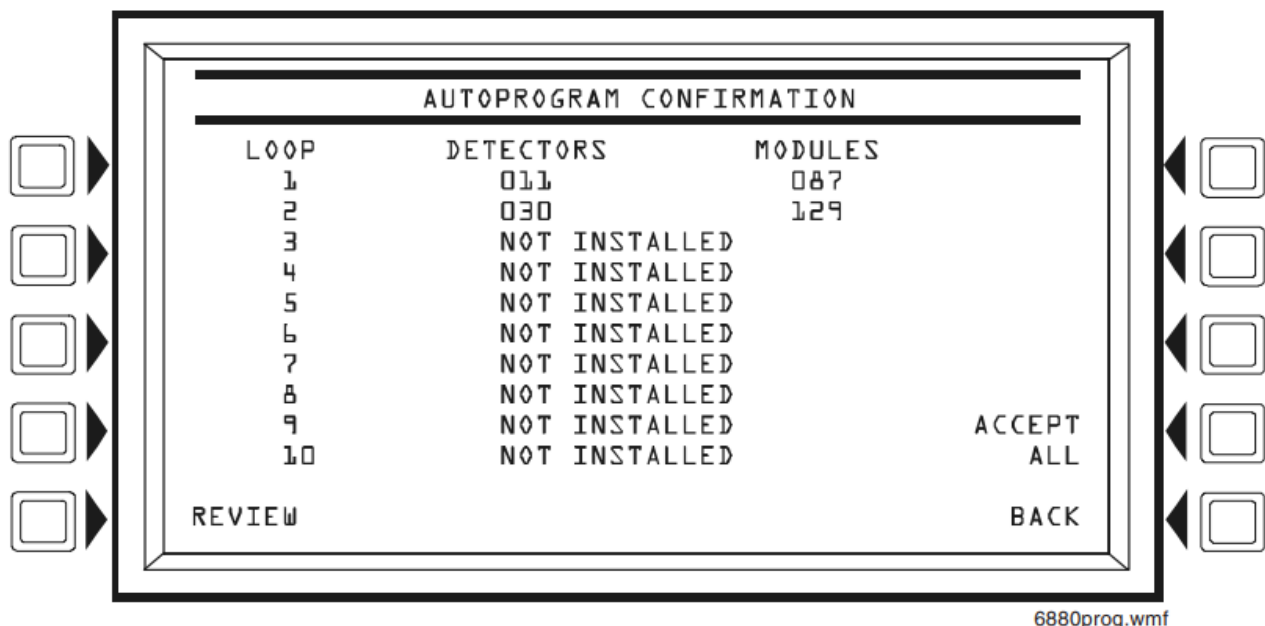 AUTOPROGRAM CONFIRMATION
LOOP DETECTORS MODULES
1 011 087
2 030 129
3 NOT INSTALLED
4 NOT INSTALLED
5 NOT INSTALLED
6 NOT INSTALLED
7 NOT INSTALLED
8 NOT INSTALLED
9 NOT INSTALLED ACCEPT
10 NOT INSTALLED ALL
REVIEW BACK
6880prog.wmf